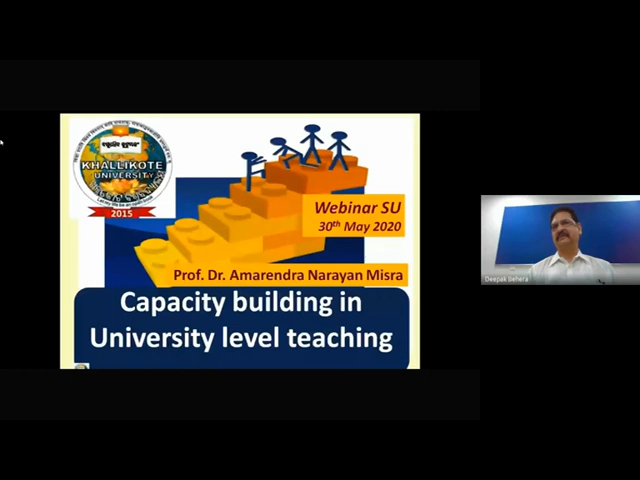 KHALLIKOTE
UNIVERSITY
2015
Webinar SU
30th May 2020
Prof. Dr. Amarendra Narayan Misra
Capacity building in
University level teaching
Deepak Behera